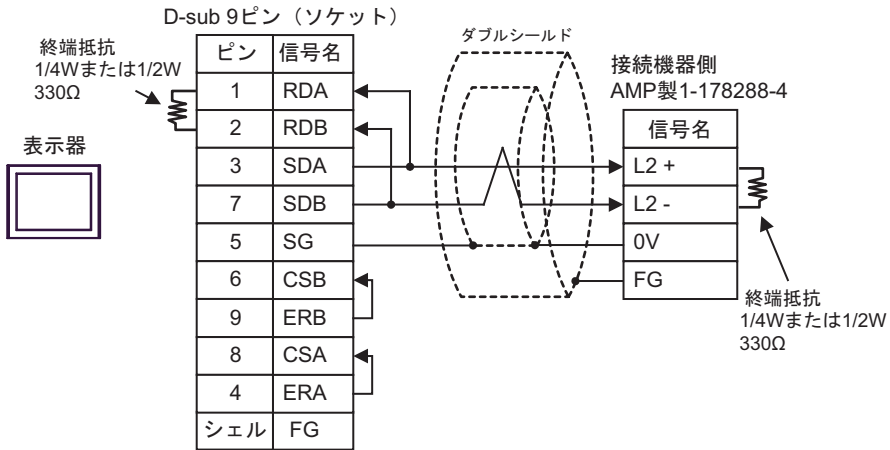 D-sub 9ピン（ソケット）
終端抵抗
1/4Wまたは1/2W
330Ω
表示器
ピン 信号名
1 RDA
2 RDB
3 SDA
7 SDB
5 SG
6 CSB
9 ERB
8 CSA
4 ERA
シェル FG
ダブルシールド
接続機器側
AMP製1-178288-4
信号名
L2 +
L2 -
0V
FG
終端抵抗
1/4Wまたは1/2W
330Ω